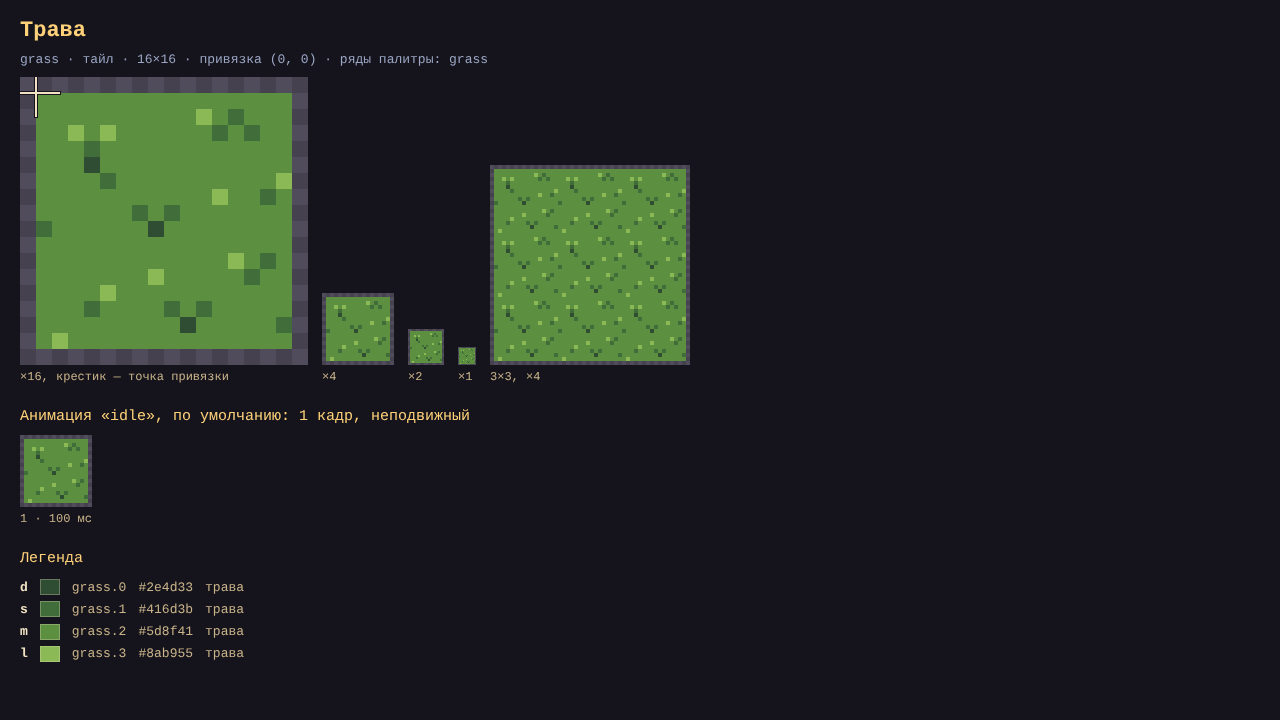 Трава
grass · тайл · 16×16 · привязка (0, 0) · ряды палитры: grass
×16, крестик — точка привязки
×4
×2
×1
3×3, ×4
Анимация «idle», по умолчанию: 1 кадр, неподвижный
1 · 100 мс
Легенда
d grass.0 #2e4d33 трава
s grass.1 #416d3b трава
m grass.2 #5d8f41 трава
l grass.3 #8ab955 трава